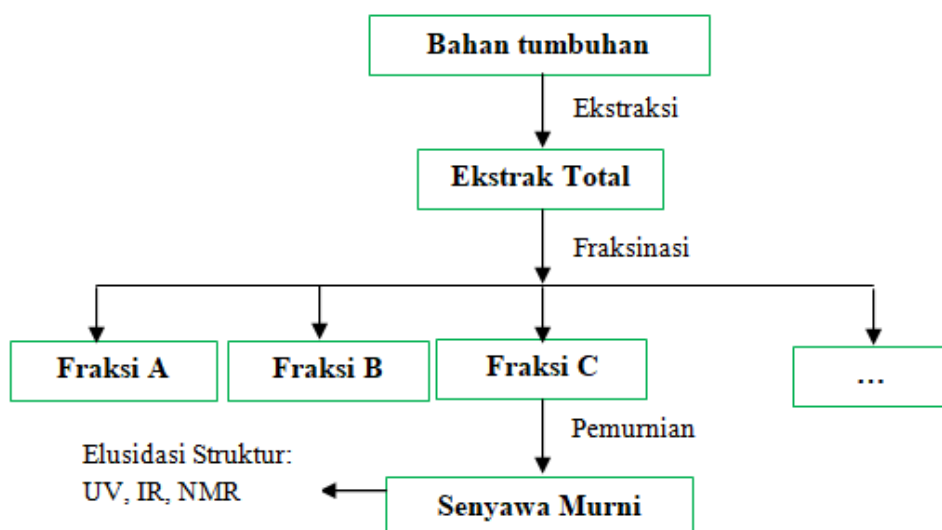 Bahan tumbuhan
Ekstraksi
Ekstrak Total
Fraksinasi
Fraksi A
Fraksi B
Fraksi C
...
Pemurnian
Elusidasi Struktur:
UV, IR, NMR
Senyawa Murni